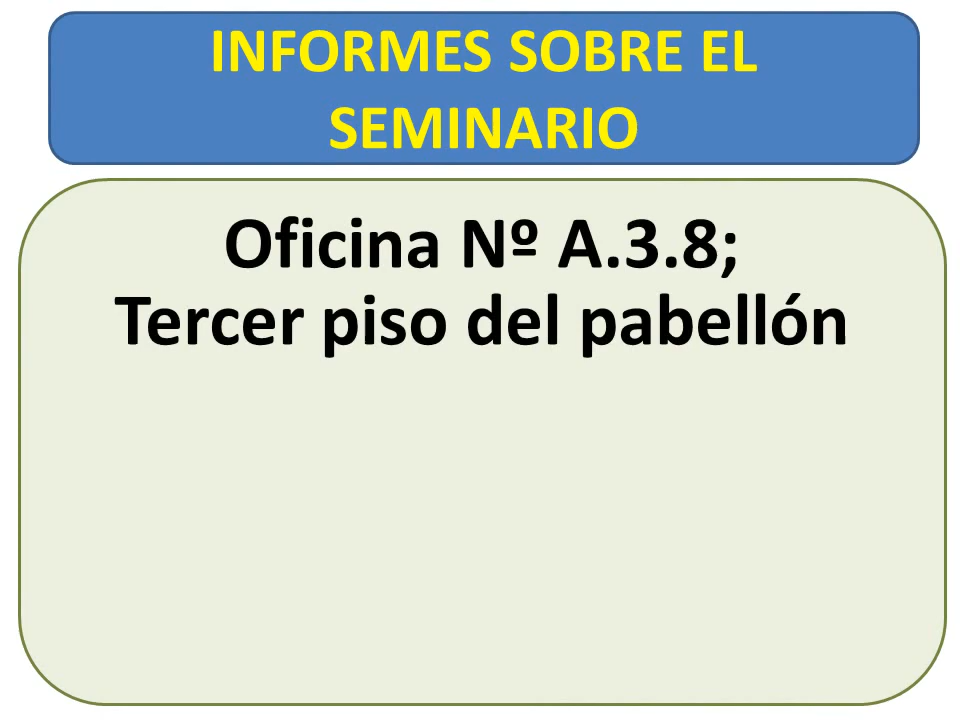 INFORMES SOBRE EL
SEMINARIO
Oficina Nº A.3.8;
Tercer piso del pabellón